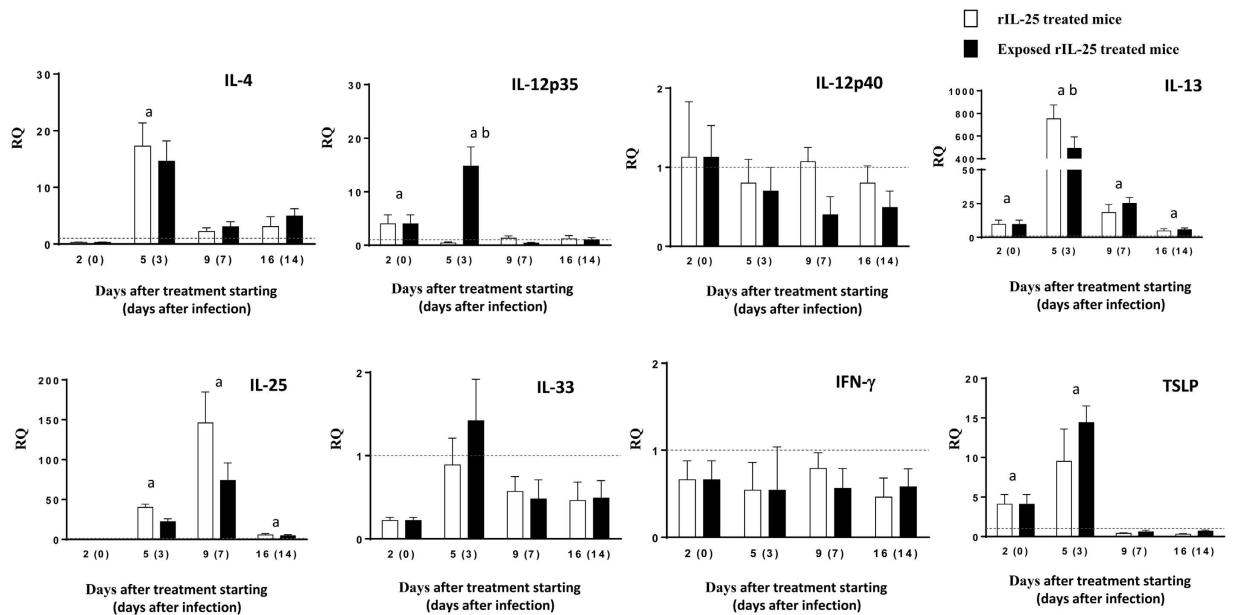 rIL-25 treated mice
Exposed rIL-25 treated mice
IL-4
RQ
30
20
10
0
a
2 (0)
5 (3)
9 (7)
16 (14)
Days after treatment starting
(days after infection)
IL-12p35
RQ
30
20
10
0
a
a b
2 (0)
5 (3)
9 (7)
16 (14)
Days after treatment starting
(days after infection)
IL-12p40
RQ
2
1
0
2 (0)
5 (3)
9 (7)
16 (14)
Days after treatment starting
(days after infection)
IL-13
RQ
1000
800
600
400
50
25
0
a
a b
a
a
2 (0)
5 (3)
9 (7)
16 (14)
Days after treatment starting
(days after infection)
IL-25
RQ
200
150
100
50
0
a
a
a
2 (0)
5 (3)
9 (7)
16 (14)
Days after treatment starting
(days after infection)
IL-33
RQ
2
1
0
2 (0)
5 (3)
9 (7)
16 (14)
Days after treatment starting
(days after infection)
IFN-γ
RQ
2
1
0
2 (0)
5 (3)
9 (7)
16 (14)
Days after treatment starting
(days after infection)
TSLP
RQ
20
15
10
5
0
a
a
2 (0)
5 (3)
9 (7)
16 (14)
Days after treatment starting
(days after infection)